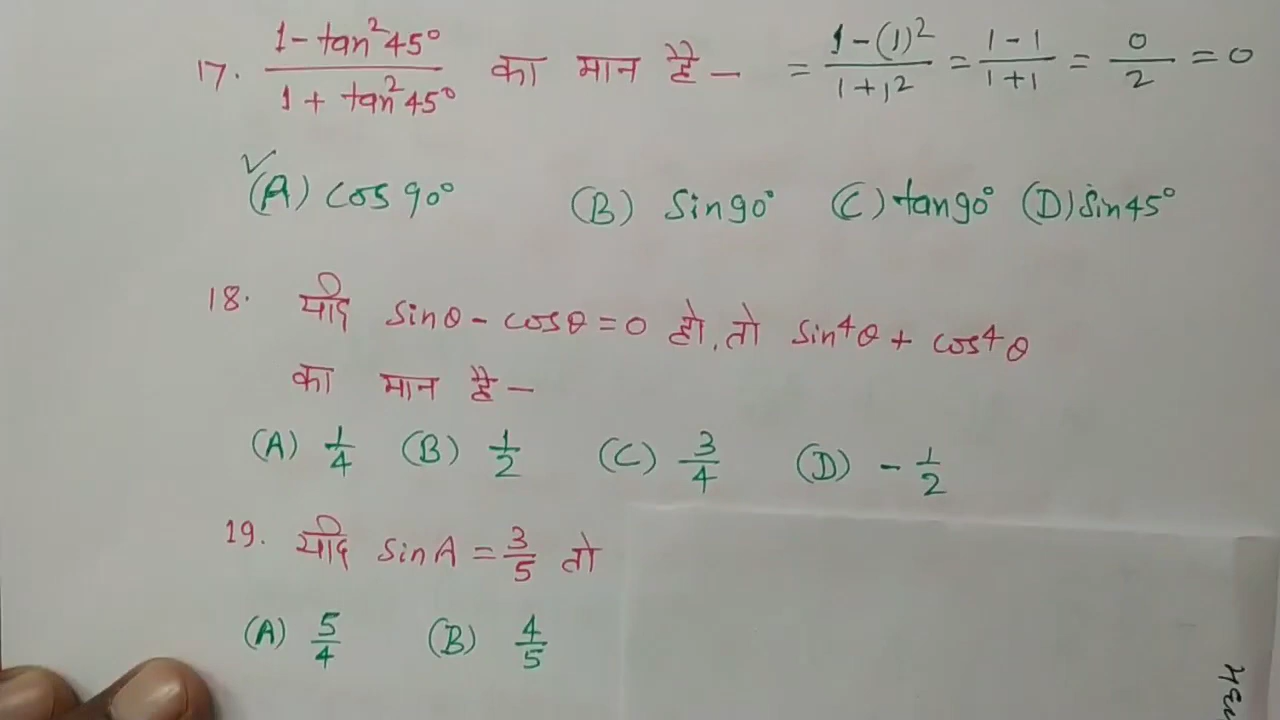 17. (1 - tan²45°)/(1 + tan²45°) का मान है – = (1-(1)²)/(1+1²) = (1-1)/(1+1) = 0/2 = 0
✓(A) cos 90° (B) Sin90° (C) tan90° (D) Sin45°
18. यदि sinθ - cosθ = 0 हो, तो sin⁴θ + cos⁴θ
का मान है –
(A) 1/4 (B) 1/2 (C) 3/4 (D) - 1/2
19. यदि sinA = 3/5 तो
(A) 5/4 (B) 4/5